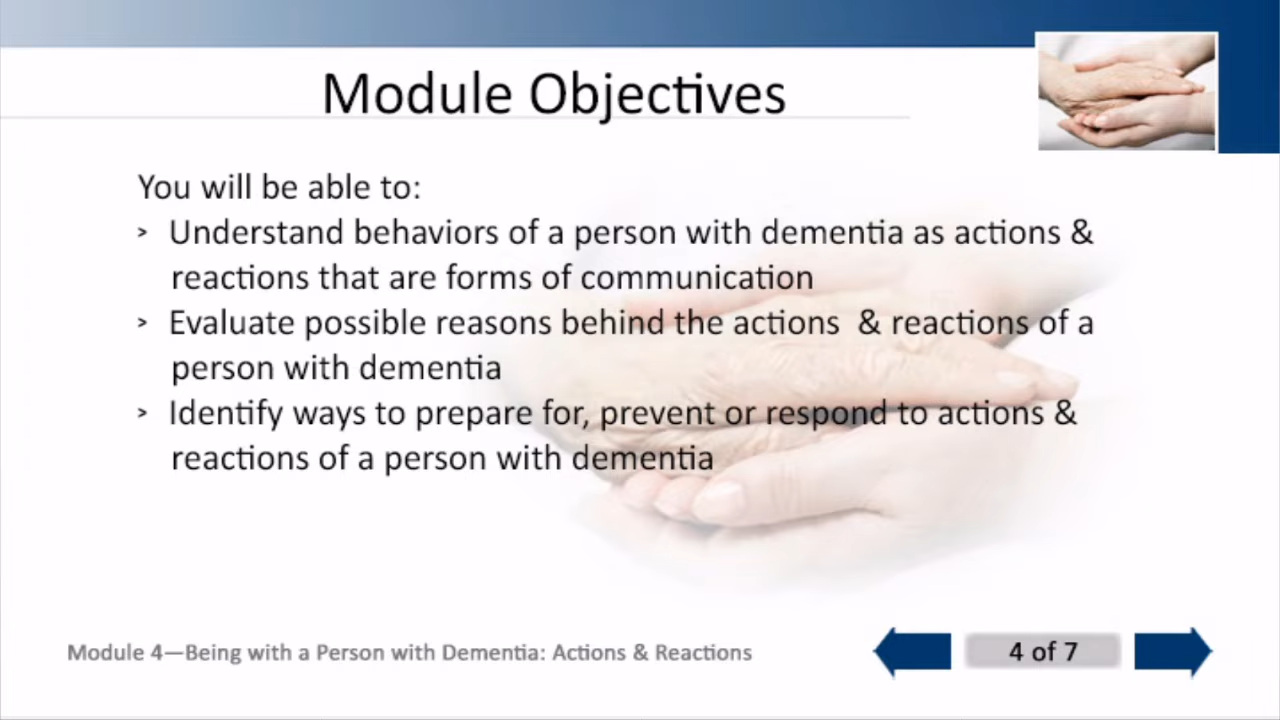 Module Objectives
You will be able to:
> Understand behaviors of a person with dementia as actions &
reactions that are forms of communication
> Evaluate possible reasons behind the actions  & reactions of a
person with dementia
> Identify ways to prepare for, prevent or respond to actions &
reactions of a person with dementia
Module 4—Being with a Person with Dementia: Actions & Reactions
4 of 7